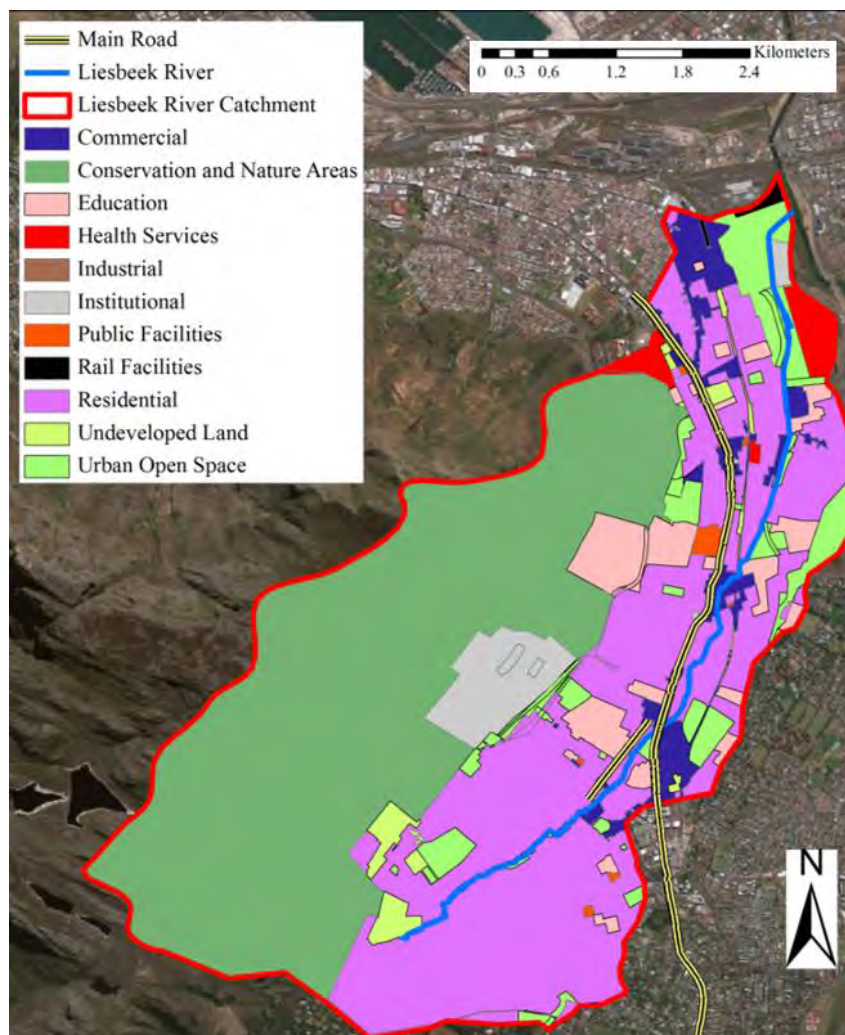 Main Road
Liesbeek River
Liesbeek River Catchment
Commercial
Conservation and Nature Areas
Education
Health Services
Industrial
Institutional
Public Facilities
Rail Facilities
Residential
Undeveloped Land
Urban Open Space
Kilometers
0 0.3 0.6 1.2 1.8 2.4
N